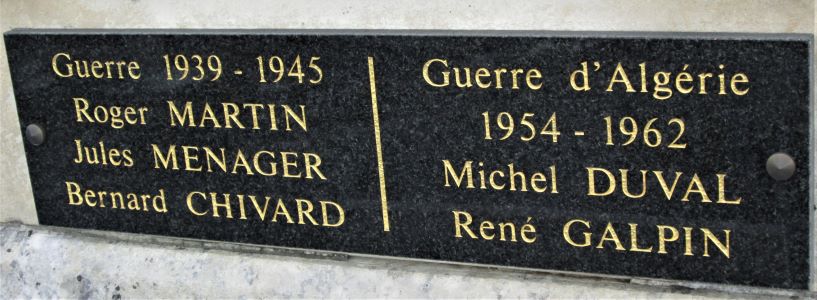 Guerre 1939 - 1945
Roger MARTIN
Jules MENAGER
Bernard CHIVARD
Guerre d'Algérie
1954 - 1962
Michel DUVAL
René GALPIN